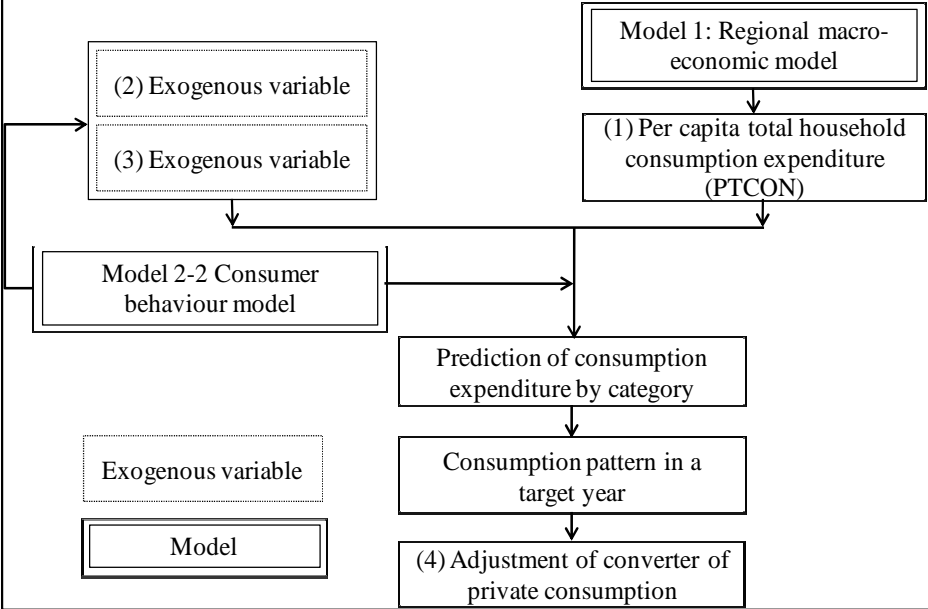 Model 1: Regional macro-
economic model
(2) Exogenous variable
(3) Exogenous variable
(1) Per capita total household
consumption expenditure
(PTCON)
Model 2-2 Consumer
behaviour model
Prediction of consumption
expenditure by category
Exogenous variable
Consumption pattern in a
target year
Model
(4) Adjustment of converter of
private consumption